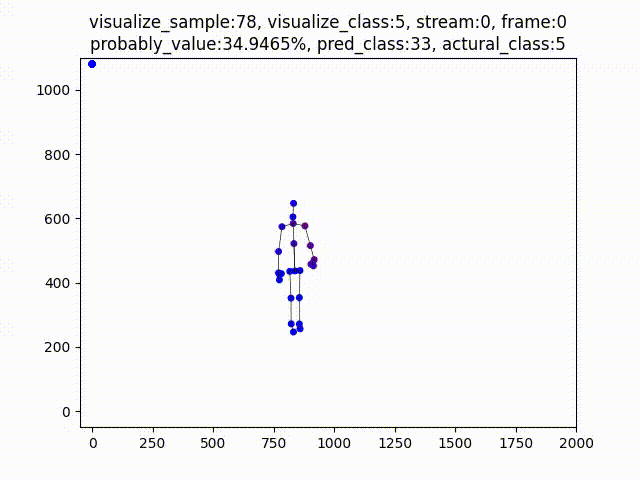 visualize_sample:78, visualize_class:5, stream:0, frame:0
probably_value:34.9465%, pred_class:33, actural_class:5
1000
800
600
400
200
0
0 250 500 750 1000 1250 1500 1750 2000